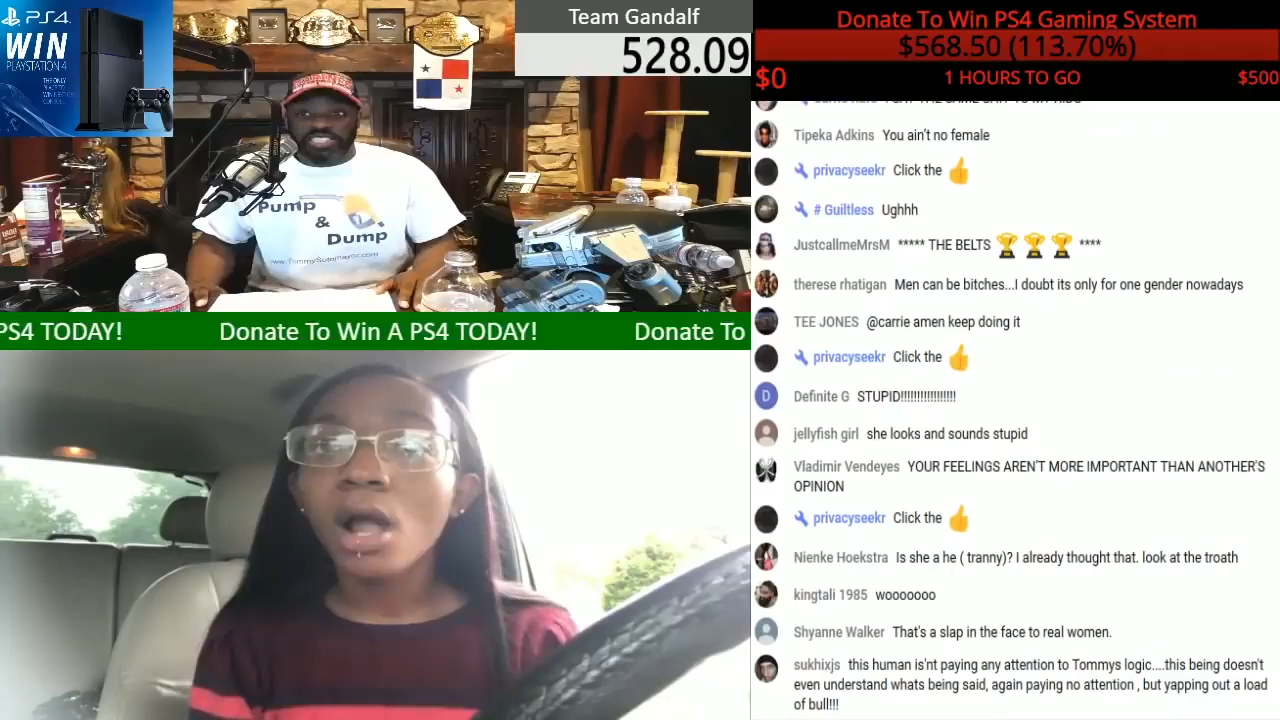 PS4
WIN
PLAYSTATION 4
Team Gandalf
528.09
Donate To Win PS4 Gaming System
$568.50 (113.70%)
$0
1 HOURS TO GO
$500
Pump
&
Dump
PS4 TODAY!
Donate To Win A PS4 TODAY!
Donate To
Tipeka Adkins You ain't no female
privacyseekr Click the 👍
# Guiltless Ughhh
JustcallmeMrsM ***** THE BELTS 🏆 🏆 🏆 ****
therese rhatigan Men can be bitches...I doubt its only for one gender nowadays
TEE JONES @carrie amen keep doing it
privacyseekr Click the 👍
D
Definite G STUPID!!!!!!!!!!!!!!!!!
jellyfish girl she looks and sounds stupid
Vladimir Vendeyes YOUR FEELINGS AREN'T MORE IMPORTANT THAN ANOTHER'S
OPINION
privacyseekr Click the 👍
Nienke Hoekstra Is she a he ( tranny)? I already thought that. look at the troath
kingtali 1985 wooooooo
Shyanne Walker That's a slap in the face to real women.
sukhixjs this human is'nt paying any attention to Tommys logic....this being doesn't
even understand whats being said, again paying no attention , but yapping out a load
of bull!!!